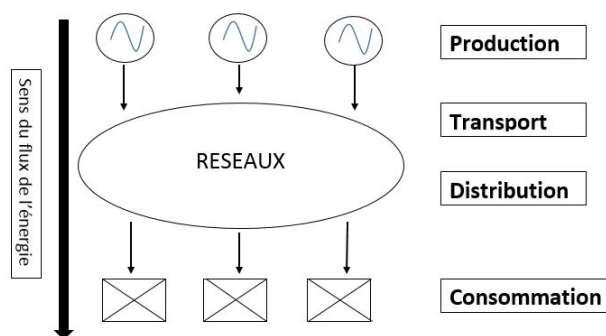 Production
Sens du flux de l'énergie
Transport
RESEAUX
Distribution
Consommation